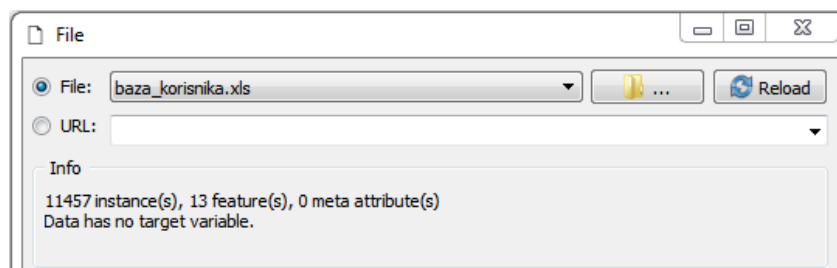 File
File: baza_korisnika.xls ... Reload
URL:
Info
11457 instance(s), 13 feature(s), 0 meta attribute(s)
Data has no target variable.